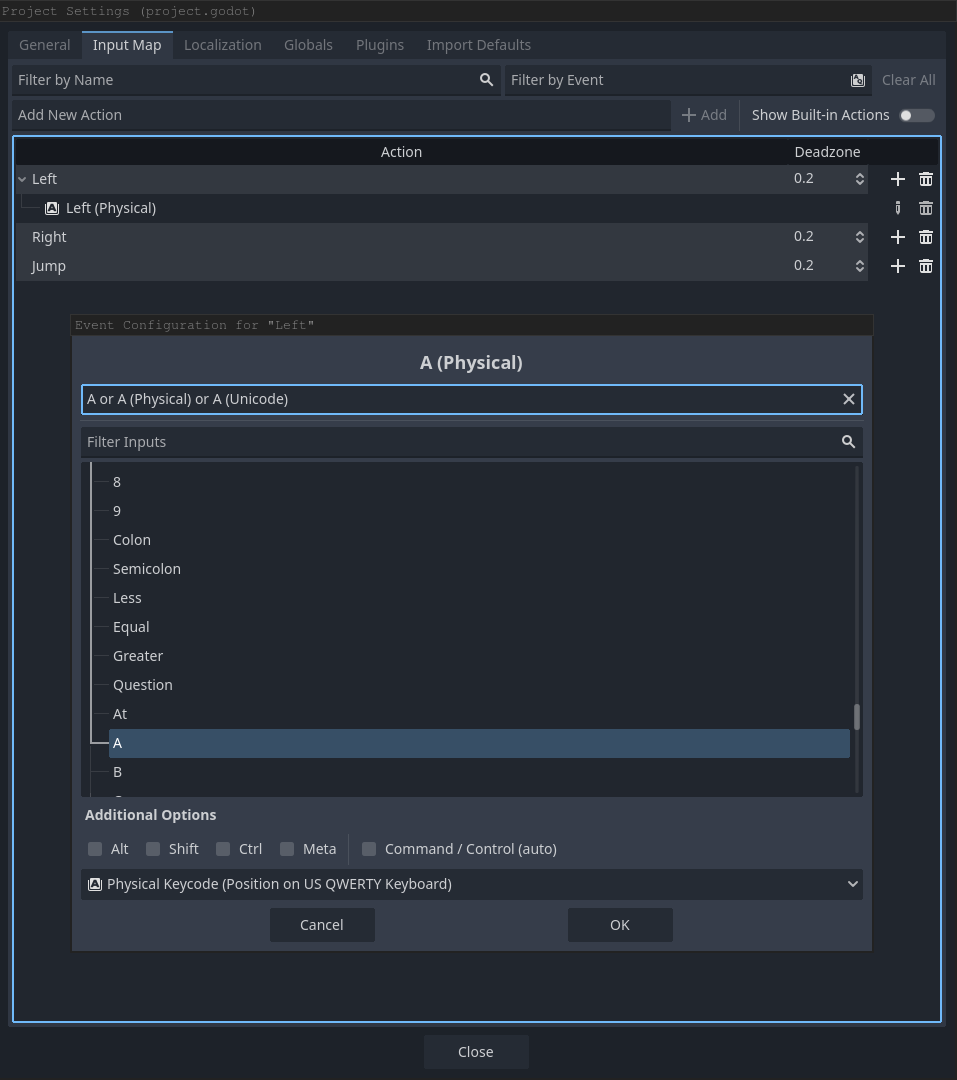 Project Settings (project.godot)
General Input Map Localization Globals Plugins Import Defaults
Filter by Name Filter by Event Clear All
Add New Action Add Show Built-in Actions
Action Deadzone
Left 0.2
Left (Physical)
Right 0.2
Jump 0.2
Event Configuration for "Left"
A (Physical)
A or A (Physical) or A (Unicode)
Filter Inputs
8
9
Colon
Semicolon
Less
Equal
Greater
Question
At
A
B
Additional Options
Alt Shift Ctrl Meta Command / Control (auto)
Physical Keycode (Position on US QWERTY Keyboard)
Cancel OK
Close